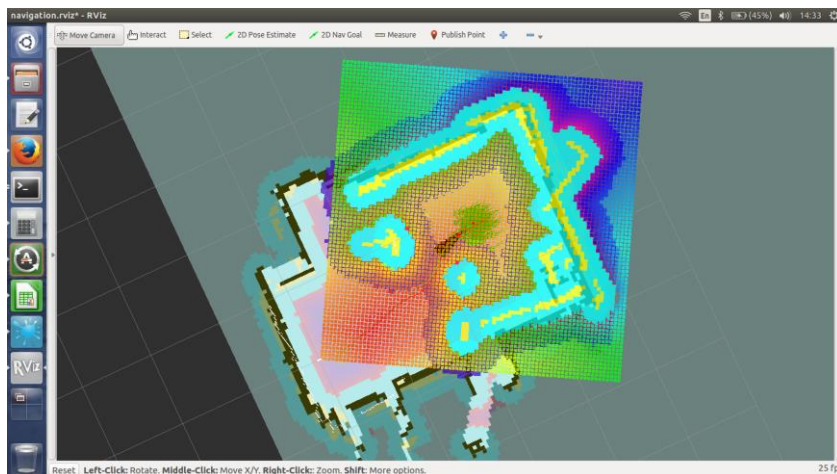 navigation.rviz* - RViz
En (45%) 14:33
Move Camera Interact Select 2D Pose Estimate 2D Nav Goal Measure Publish Point
RViz
Reset Left-Click: Rotate. Middle-Click: Move X/Y. Right-Click:: Zoom. Shift: More options.